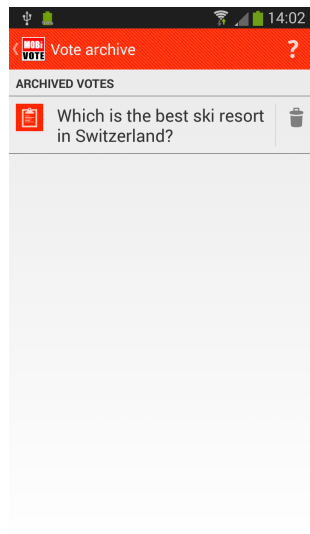 14:02
MOBi
VOTE
Vote archive
?
ARCHIVED VOTES
Which is the best ski resort
in Switzerland?